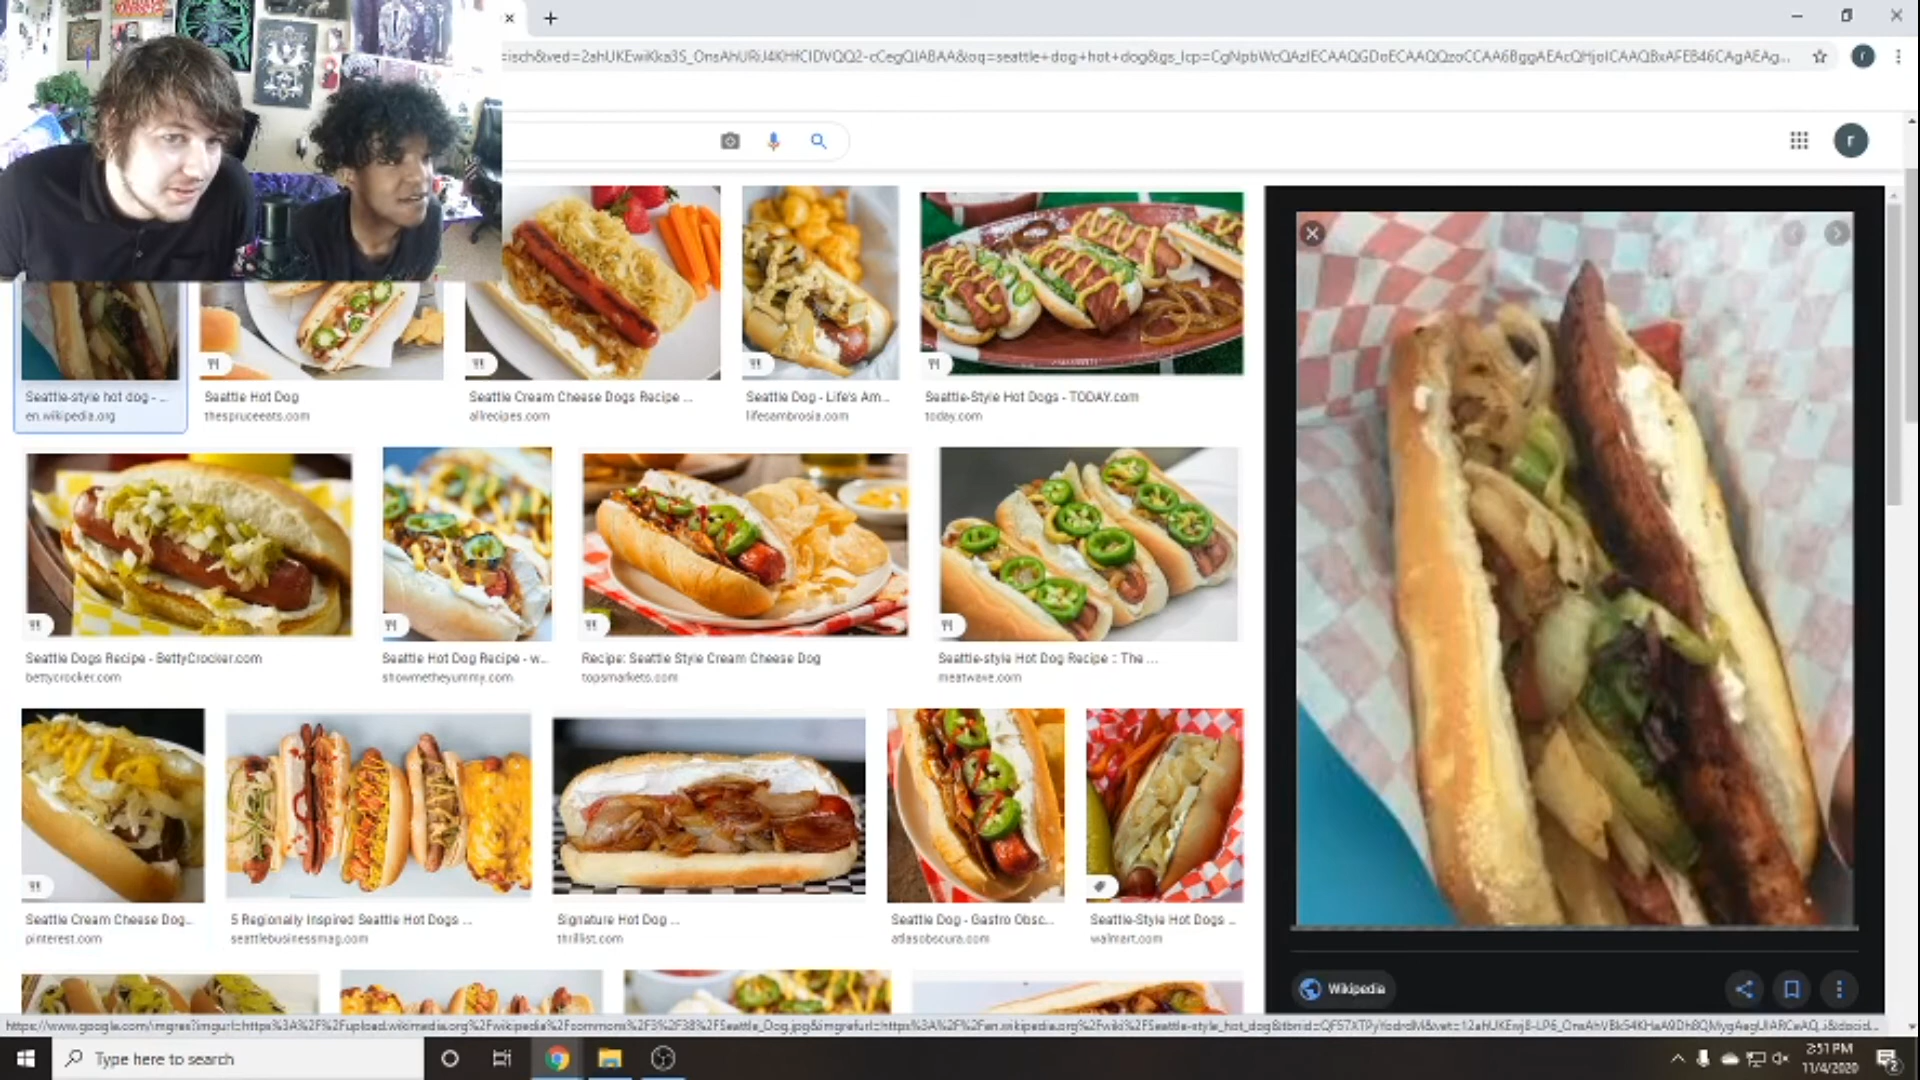 r
r
Seattle-style hot dog - ...
en.wikipedia.org
Seattle Hot Dog
thespruceeats.com
Seattle Cream Cheese Dogs Recipe ...
allrecipes.com
Seattle Dog - Life's Am...
lifesambrosia.com
Seattle-Style Hot Dogs - TODAY.com
today.com
Seattle Dogs Recipe - BettyCrocker.com
bettycrocker.com
Seattle Hot Dog Recipe - w...
showmetheyummy.com
Recipe: Seattle Style Cream Cheese Dog
topsmarkets.com
Seattle-style Hot Dog Recipe :: The ...
meatwave.com
Seattle Cream Cheese Dog...
pinterest.com
5 Regionally Inspired Seattle Hot Dogs ...
seattlebusinessmag.com
Signature Hot Dog ...
thrillist.com
Seattle Dog - Gastro Obsc...
atlasobscura.com
Seattle-Style Hot Dogs ...
walmart.com
Wikipedia
Type here to search
2:51 PM
11/4/2020
2